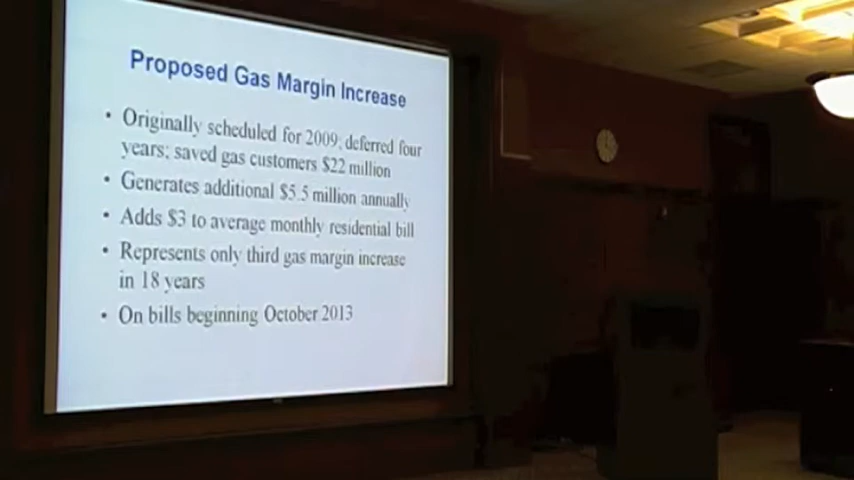 Proposed Gas Margin Increase
• Originally scheduled for 2009; deferred four
years; saved gas customers $22 million
• Generates additional $5.5 million annually
• Adds $3 to average monthly residential bill
• Represents only third gas margin increase
in 18 years
• On bills beginning October 2013